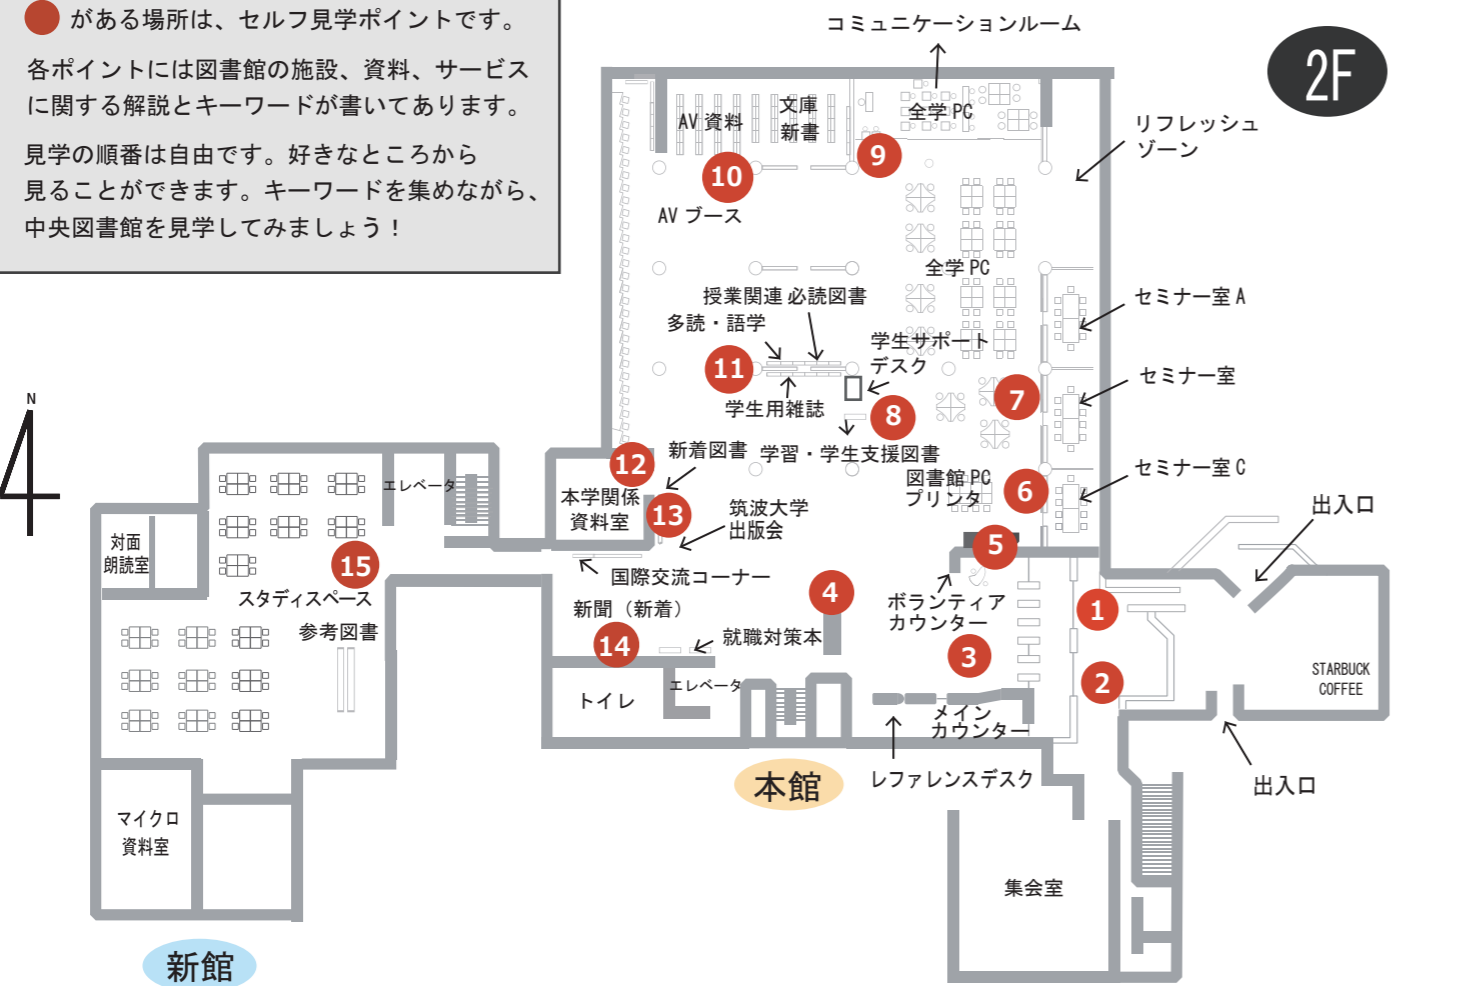 がある場所は、セルフ見学ポイントです。
各ポイントには図書館の施設、資料、サービス
に関する解説とキーワードが書いてあります。
見学の順番は自由です。好きなところから
見ることができます。キーワードを集めながら、
中央図書館を見学してみましょう！
2F
コミュニケーションルーム
リフレッシュ
ゾーン
AV 資料
文庫
新書
全学 PC
9
10
AV ブース
全学 PC
授業関連 必読図書
多読・語学
学生サポート
デスク
セミナー室 A
セミナー室
セミナー室 C
11
学生用雑誌
7
8
学習・学生支援図書
新着図書
12
本学関係
資料室
13
筑波大学
出版会
図書館 PC
プリンタ
6
5
出入口
N
エレベータ
対面
朗読室
15
スタディスペース
参考図書
国際交流コーナー
新聞（新着）
14
就職対策本
4
ボランティア
カウンター
3
1
2
STARBUCK
COFFEE
トイレ
エレベータ
メイン
カウンター
レファレンスデスク
出入口
本館
マイクロ
資料室
集会室
新館